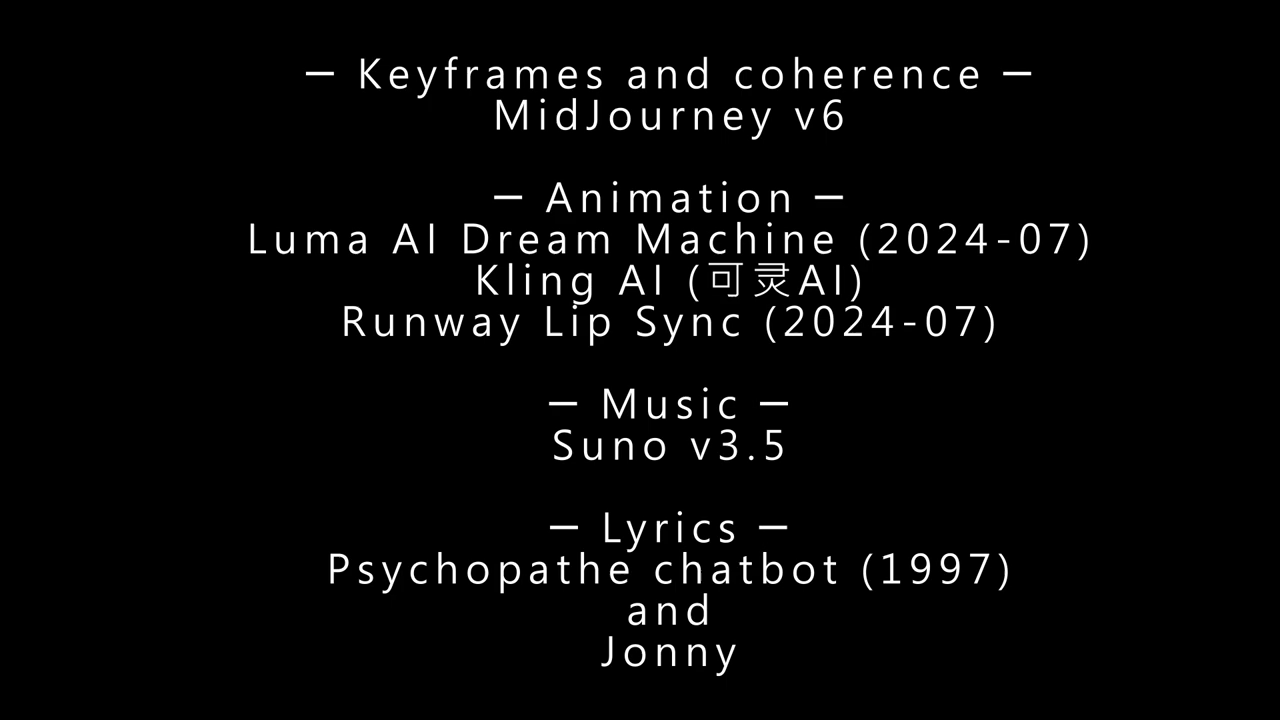 — Keyframes and coherence —
MidJourney v6
— Animation —
Luma AI Dream Machine (2024-07)
Kling AI (可灵AI)
Runway Lip Sync (2024-07)
— Music —
Suno v3.5
— Lyrics —
Psychopathe chatbot (1997)
and
Jonny